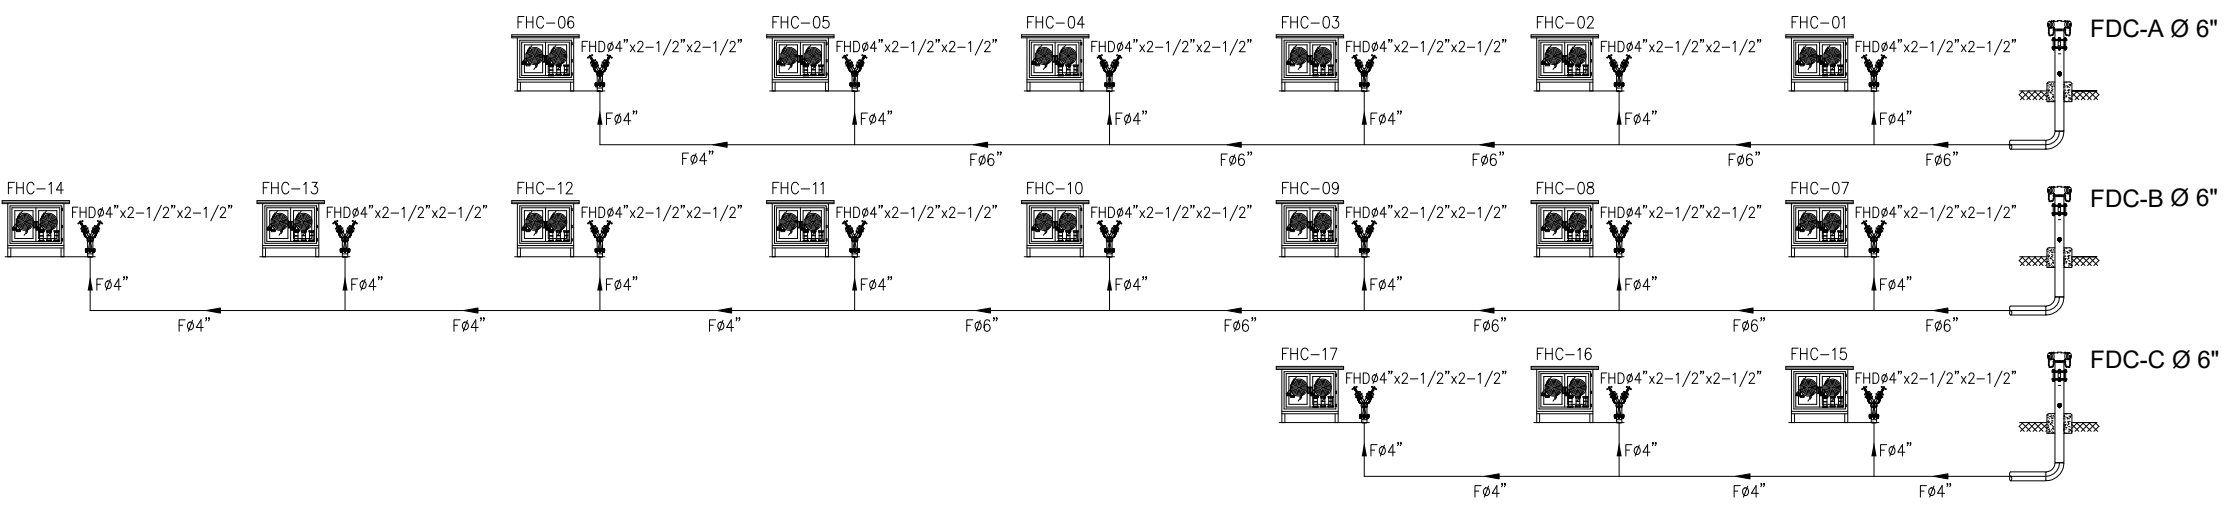 FHC-06 FHC-05 FHC-04 FHC-03 FHC-02 FHC-01 FDC-A Ø 6"
FHDø4"x2-1/2"x2-1/2" FHDø4"x2-1/2"x2-1/2" FHDø4"x2-1/2"x2-1/2" FHDø4"x2-1/2"x2-1/2" FHDø4"x2-1/2"x2-1/2" FHDø4"x2-1/2"x2-1/2"
Fø4" Fø4" Fø4" Fø4" Fø4" Fø4"
Fø4" Fø6" Fø6" Fø6" Fø6" Fø6"
FHC-14 FHC-13 FHC-12 FHC-11 FHC-10 FHC-09 FHC-08 FHC-07 FDC-B Ø 6"
FHDø4"x2-1/2"x2-1/2" FHDø4"x2-1/2"x2-1/2" FHDø4"x2-1/2"x2-1/2" FHDø4"x2-1/2"x2-1/2" FHDø4"x2-1/2"x2-1/2" FHDø4"x2-1/2"x2-1/2" FHDø4"x2-1/2"x2-1/2" FHDø4"x2-1/2"x2-1/2"
Fø4" Fø4" Fø4" Fø4" Fø4" Fø4" Fø4" Fø4"
Fø4" Fø4" Fø4" Fø6" Fø6" Fø6" Fø6" Fø6"
FHC-17 FHC-16 FHC-15 FDC-C Ø 6"
FHDø4"x2-1/2"x2-1/2" FHDø4"x2-1/2"x2-1/2" FHDø4"x2-1/2"x2-1/2"
Fø4" Fø4" Fø4"
Fø4" Fø4" Fø4"